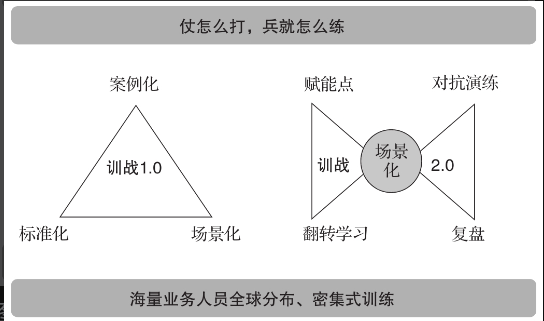 仗怎么打，兵就怎么练
案例化
训战1.0
标准化
场景化
赋能点
对抗演练
训战
场景
化
2.0
翻转学习
复盘
海量业务人员全球分布、密集式训练